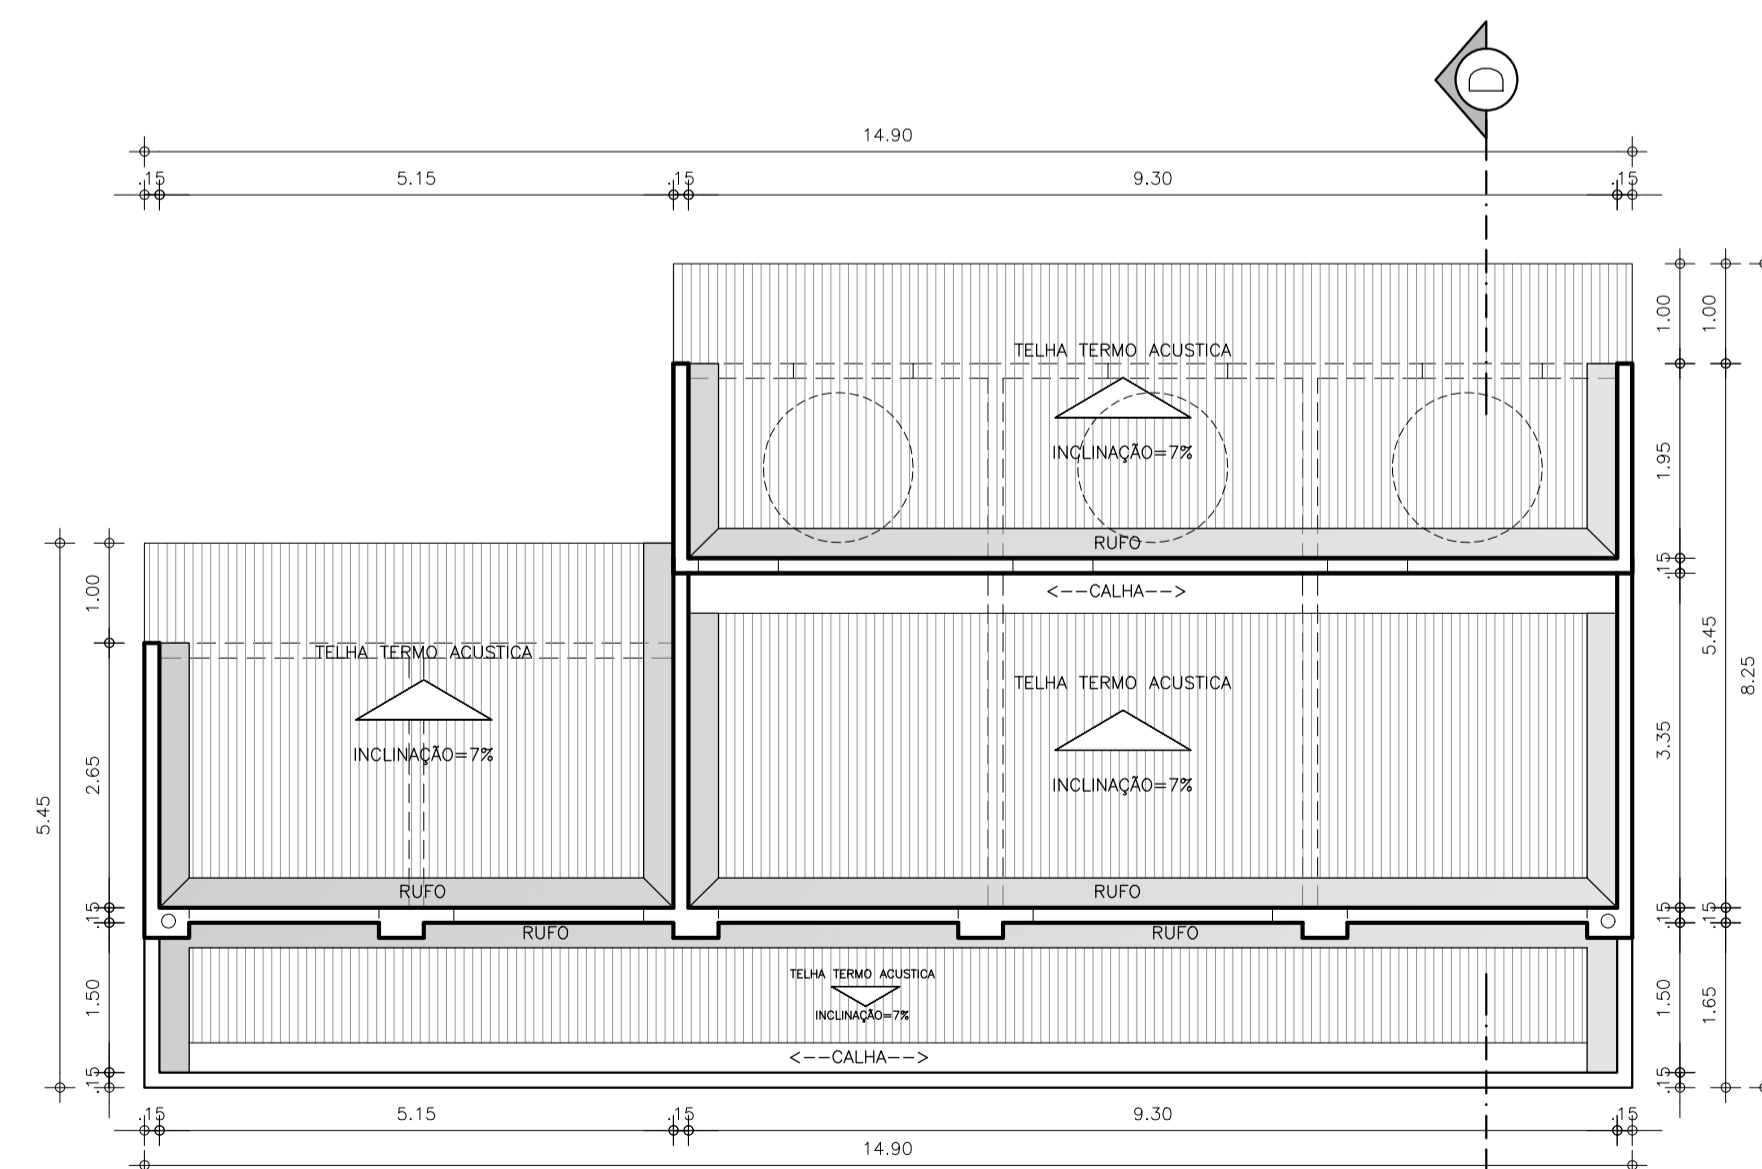 D
14.90
.15 5.15 .15 9.30 .15
1.00 1.00
TELHA TERMO ACUSTICA
INCLINAÇÃO=7%
1.95
RUFO
.15
<--CALHA-->
1.00
TELHA TERMO ACUSTICA
INCLINAÇÃO=7%
TELHA TERMO ACUSTICA
INCLINAÇÃO=7%
5.45
8.25
3.35
2.65
5.45
RUFO
RUFO
.15
.15 .15
RUFO
RUFO
TELHA TERMO ACUSTICA
INCLINAÇÃO=7%
1.50
1.50 1.65
<--CALHA-->
.15
.15
.15 5.15 .15 9.30 .15
14.90